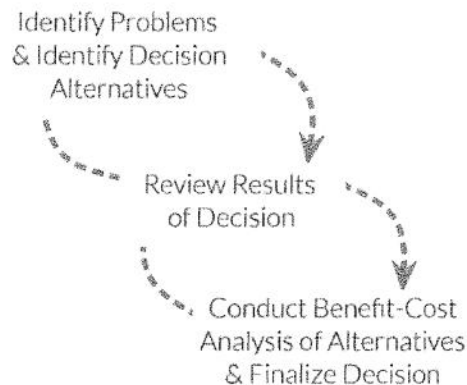 Identify Problems
& Identify Decision
Alternatives
Review Results
of Decision
Conduct Benefit-Cost
Analysis of Alternatives
& Finalize Decision